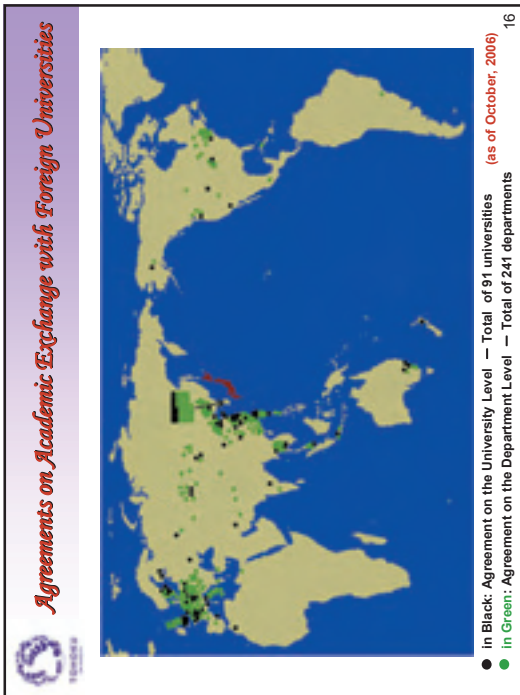 Agreements on Academic Exchange with Foreign Universities
TOHOKU
● in Black: Agreement on the University Level — Total of 91 universities
(as of October, 2006)
● in Green: Agreement on the Department Level — Total of 241 departments
16